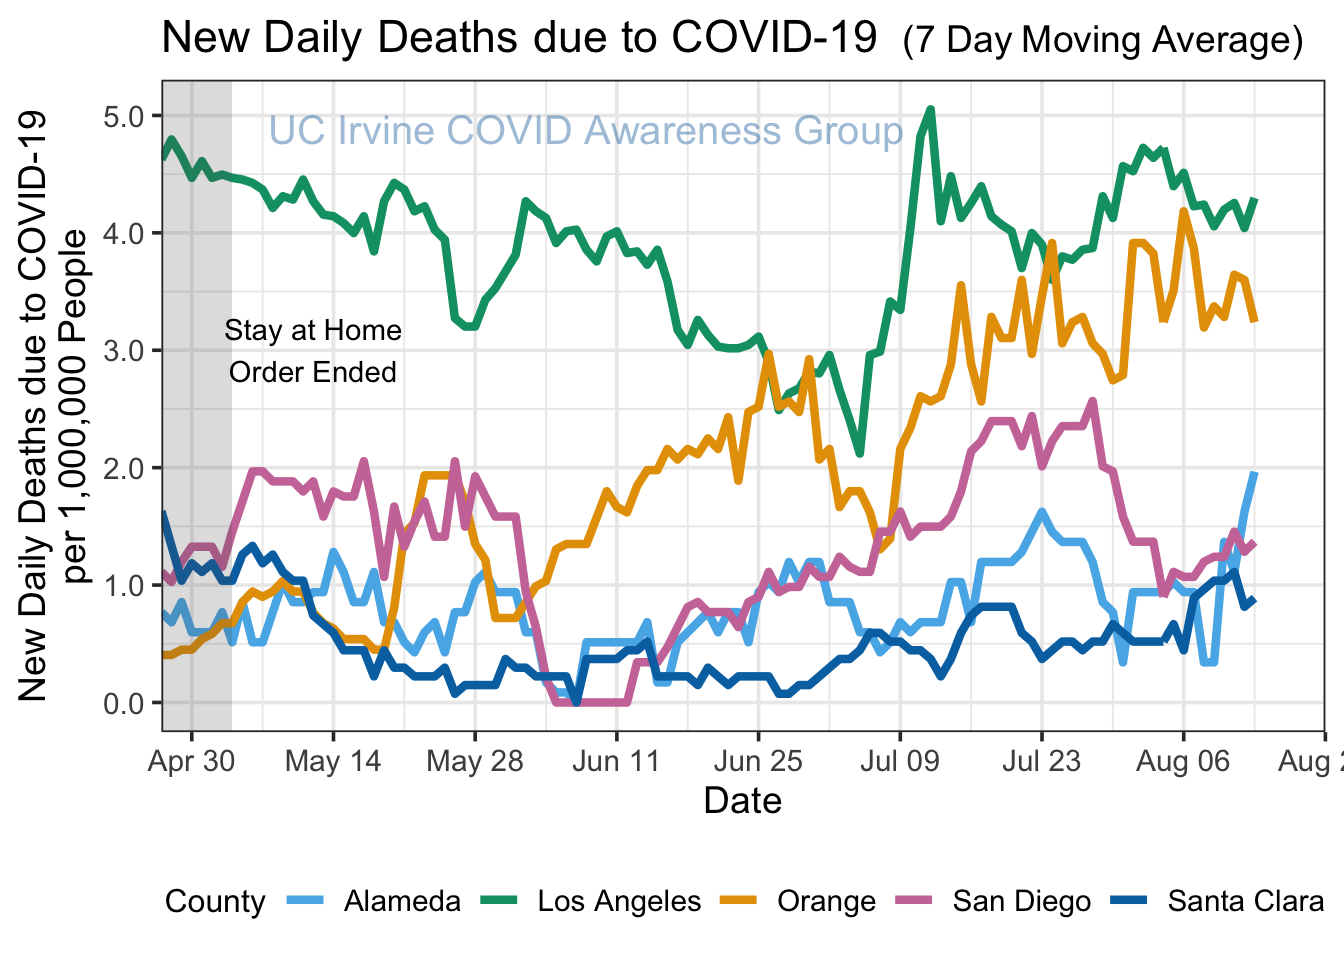 New Daily Deaths due to COVID-19 (7 Day Moving Average)
New Daily Deaths due to COVID-19
per 1,000,000 People
5.0
4.0
3.0
2.0
1.0
0.0
UC Irvine COVID Awareness Group
Stay at Home
Order Ended
Apr 30 May 14 May 28 Jun 11 Jun 25 Jul 09 Jul 23 Aug 06 Aug
Date
County Alameda Los Angeles Orange San Diego Santa Clara